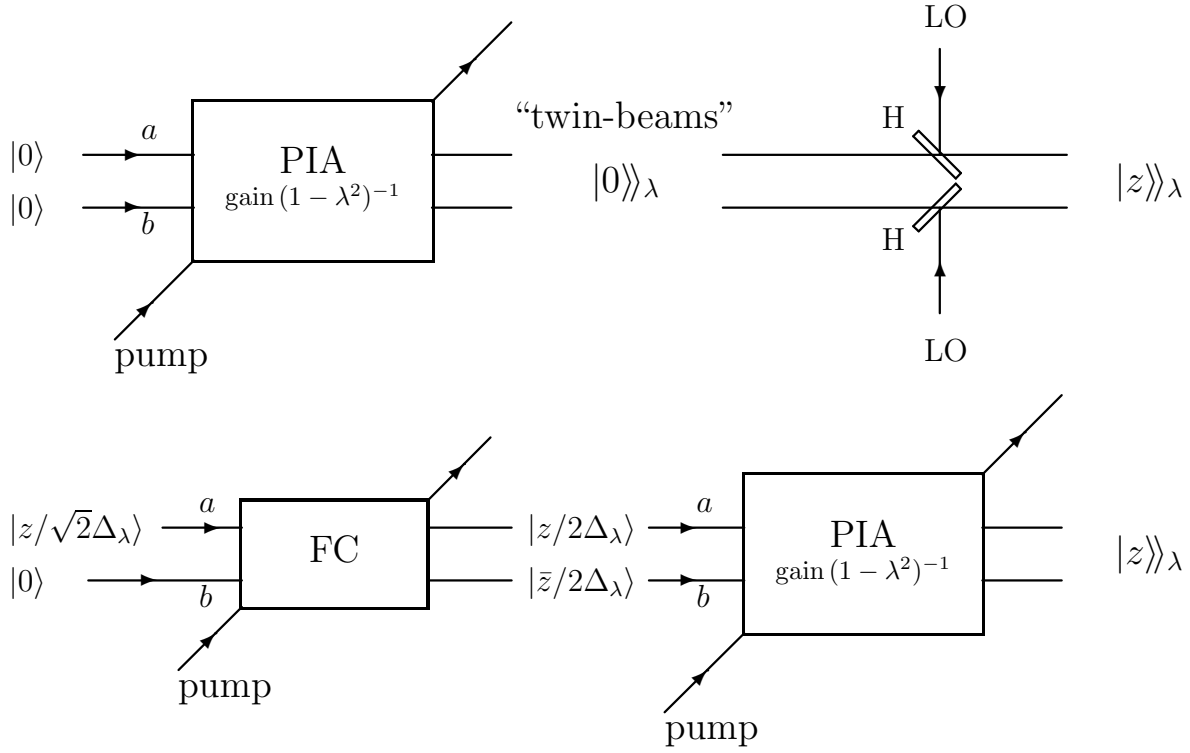 LO
a
“twin-beams”
H
|0⟩
PIA
|0⟩⟩λ
|z⟩⟩λ
gain (1 − λ²)⁻¹
|0⟩
b
H
pump
LO
a
a
|z/√2Δλ⟩
FC
|z/2Δλ⟩
PIA
|z⟩⟩λ
gain (1 − λ²)⁻¹
|0⟩
b
|z̄/2Δλ⟩
b
pump
pump